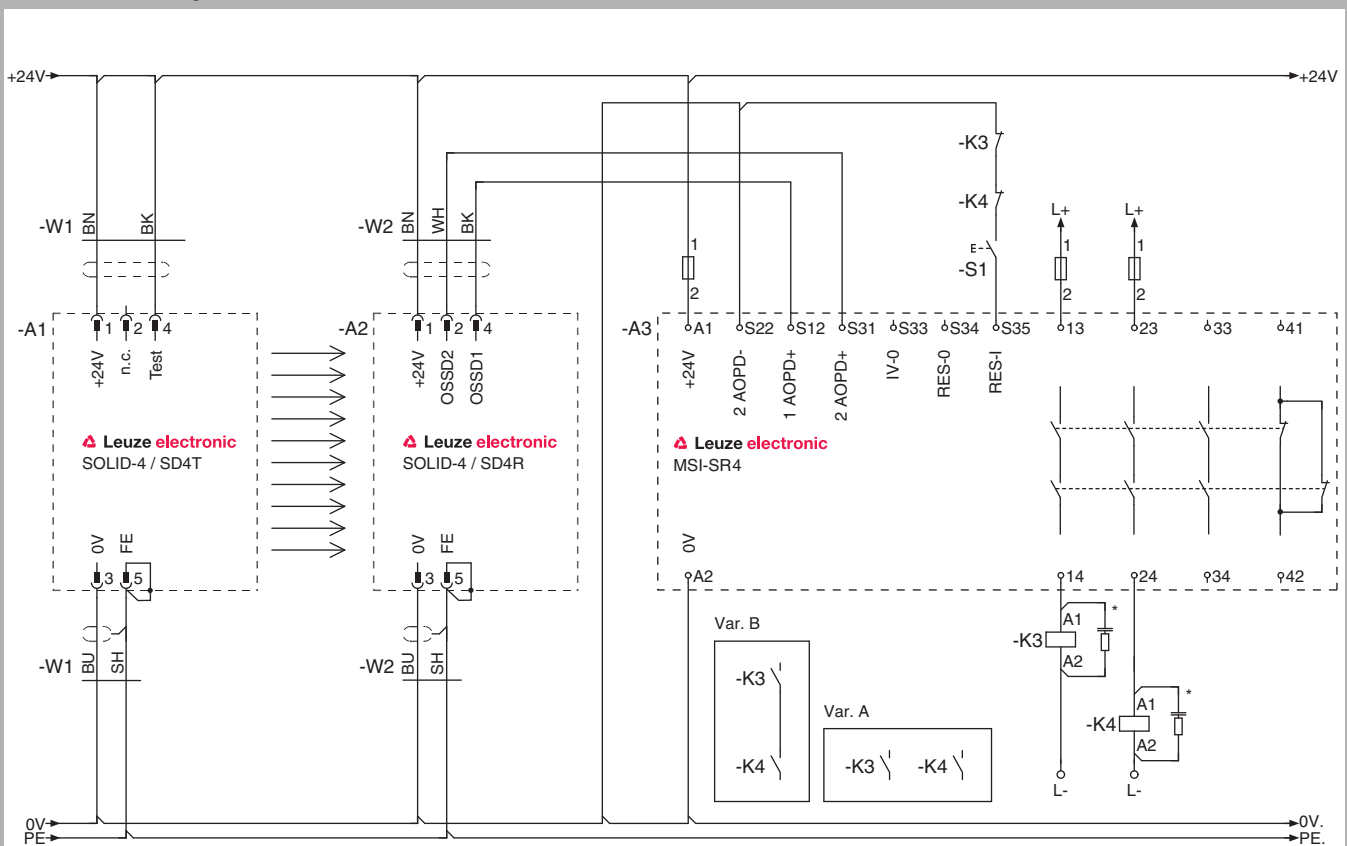 +24V
+24V
-K3
-K4
E
-S1
-W1
BN
BK
-W2
BN
WH
BK
1
2
L+
1
2
L+
1
2
-A1
1
2
4
+24V
n.c.
Test
-A2
1
2
4
+24V
OSSD2
OSSD1
-A3
A1
S22
S12
S31
S33
S34
S35
13
23
33
41
+24V
2 AOPD-
1 AOPD+
2 AOPD+
IV-0
RES-0
RES-I
Leuze electronic
SOLID-4 / SD4T
Leuze electronic
SOLID-4 / SD4R
Leuze electronic
MSI-SR4
0V
FE
3
5
0V
FE
3
5
0V
A2
14
24
34
42
-W1
BU
SH
-W2
BU
SH
Var. B
-K3
-K4
Var. A
-K3
-K4
-K3
A1
A2
*
-K4
A1
A2
*
L-
L-
0V
PE
0V.
PE.